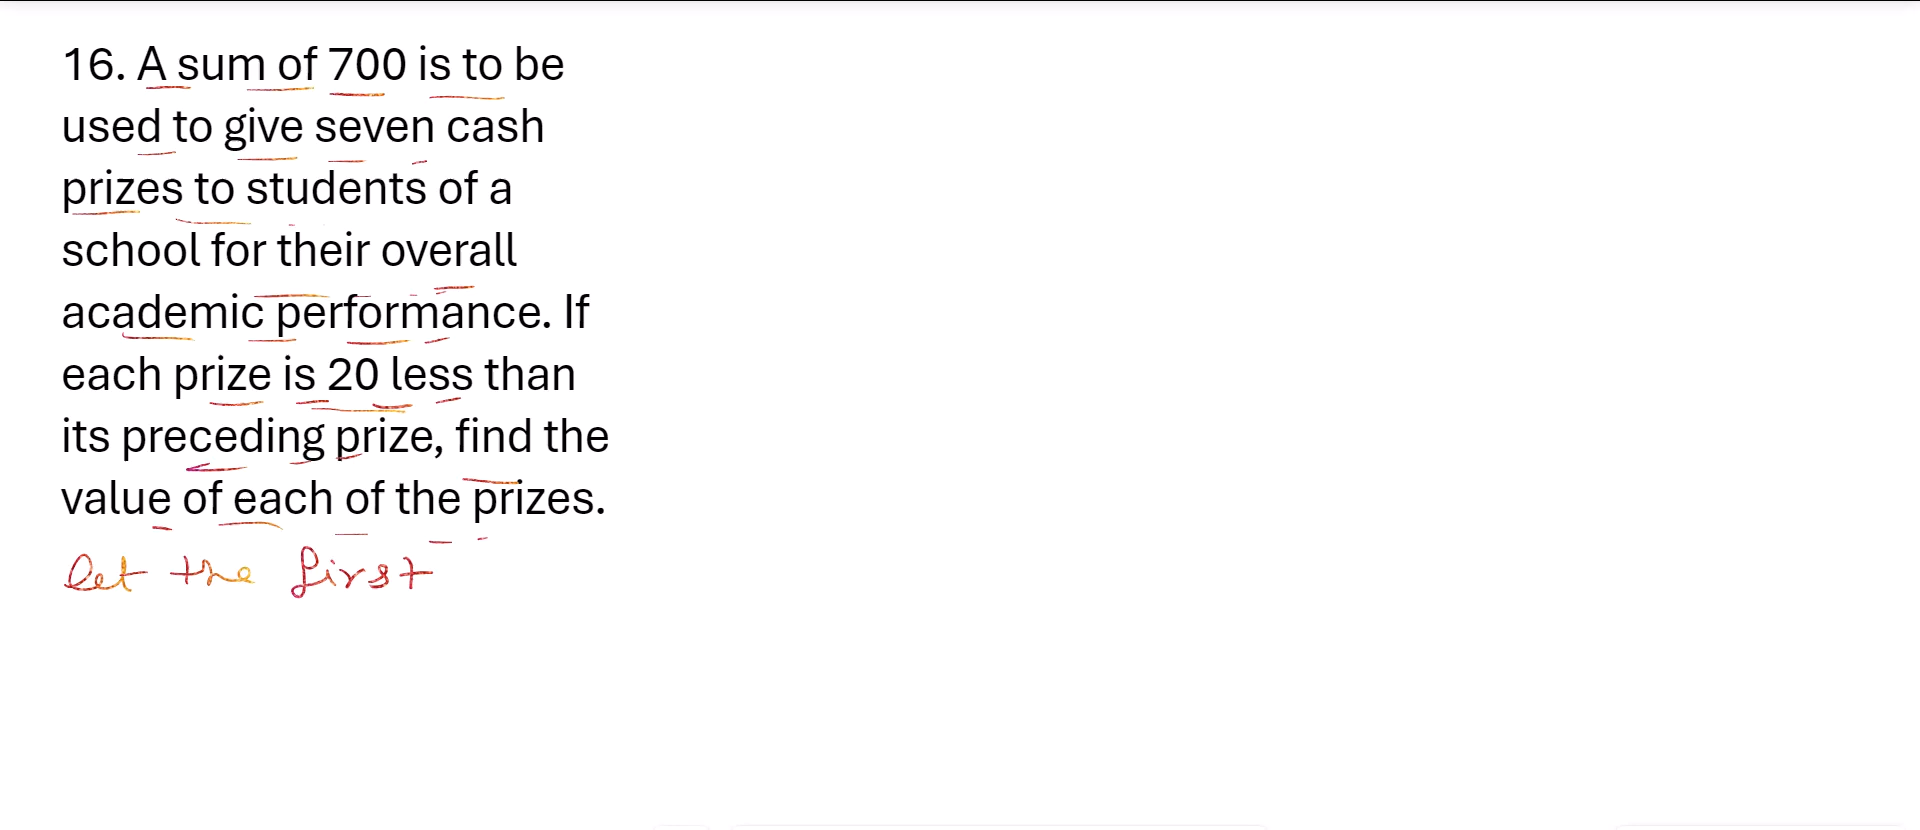 16. A sum of 700 is to be
used to give seven cash
prizes to students of a
school for their overall
academic performance. If
each prize is 20 less than
its preceding prize, find the
value of each of the prizes.
let the first